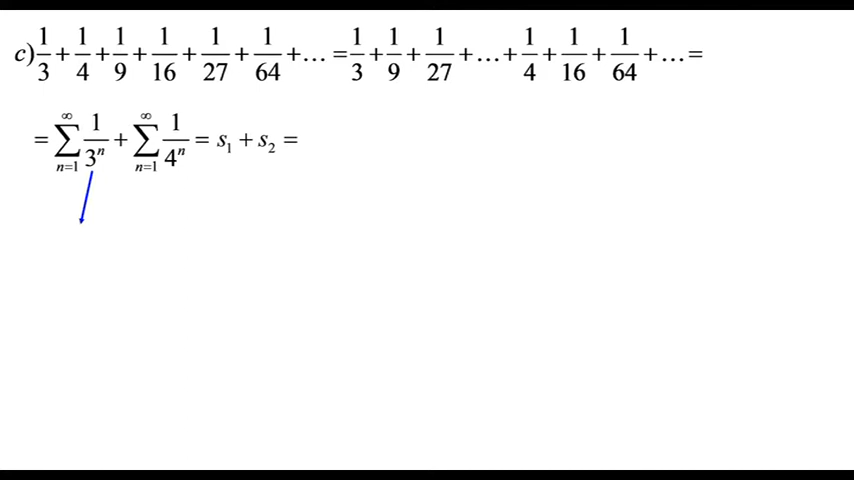 c) 1/3 + 1/4 + 1/9 + 1/16 + 1/27 + 1/64 + ... = 1/3 + 1/9 + 1/27 + ... + 1/4 + 1/16 + 1/64 + ... =
= ∑_{n=1}^{∞} 1/3^n + ∑_{n=1}^{∞} 1/4^n = s_1 + s_2 =